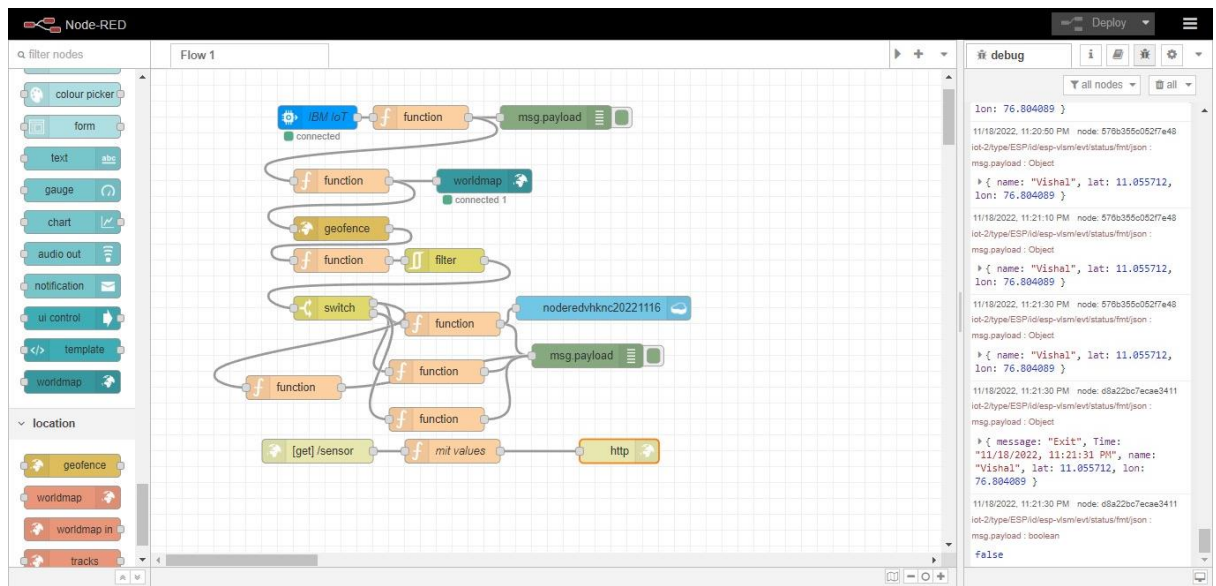 Node-RED
Deploy
filter nodes
Flow 1
debug
i
all nodes
all
colour picker
form
text
abc
gauge
chart
audio out
notification
ui control
</>
template
worldmap
location
geofence
worldmap
worldmap in
tracks
IBM IoT
f
function
msg.payload
connected
f
function
worldmap
connected 1
geofence
f
function
filter
switch
f
function
noderedvhknc20221116
f
function
msg.payload
f
function
f
function
[get] /sensor
f
mit values
http
lon: 76.804089 }
11/18/2022, 11:20:50 PM node: 576b355c052f7e48
iot-2/type/ESP/id/esp-vlsm/evt/status/fmt/json :
msg.payload : Object
{ name: "Vishal", lat: 11.055712,
lon: 76.804089 }
11/18/2022, 11:21:10 PM node: 576b355c052f7e48
iot-2/type/ESP/id/esp-vlsm/evt/status/fmt/json :
msg.payload : Object
{ name: "Vishal", lat: 11.055712,
lon: 76.804089 }
11/18/2022, 11:21:30 PM node: 576b355c052f7e48
iot-2/type/ESP/id/esp-vlsm/evt/status/fmt/json :
msg.payload : Object
{ name: "Vishal", lat: 11.055712,
lon: 76.804089 }
11/18/2022, 11:21:30 PM node: d8a22bc7ecae3411
iot-2/type/ESP/id/esp-vlsm/evt/status/fmt/json :
msg.payload : Object
{ message: "Exit", Time:
"11/18/2022, 11:21:31 PM", name:
"Vishal", lat: 11.055712, lon:
76.804089 }
11/18/2022, 11:21:30 PM node: d8a22bc7ecae3411
iot-2/type/ESP/id/esp-vlsm/evt/status/fmt/json :
msg.payload : boolean
false